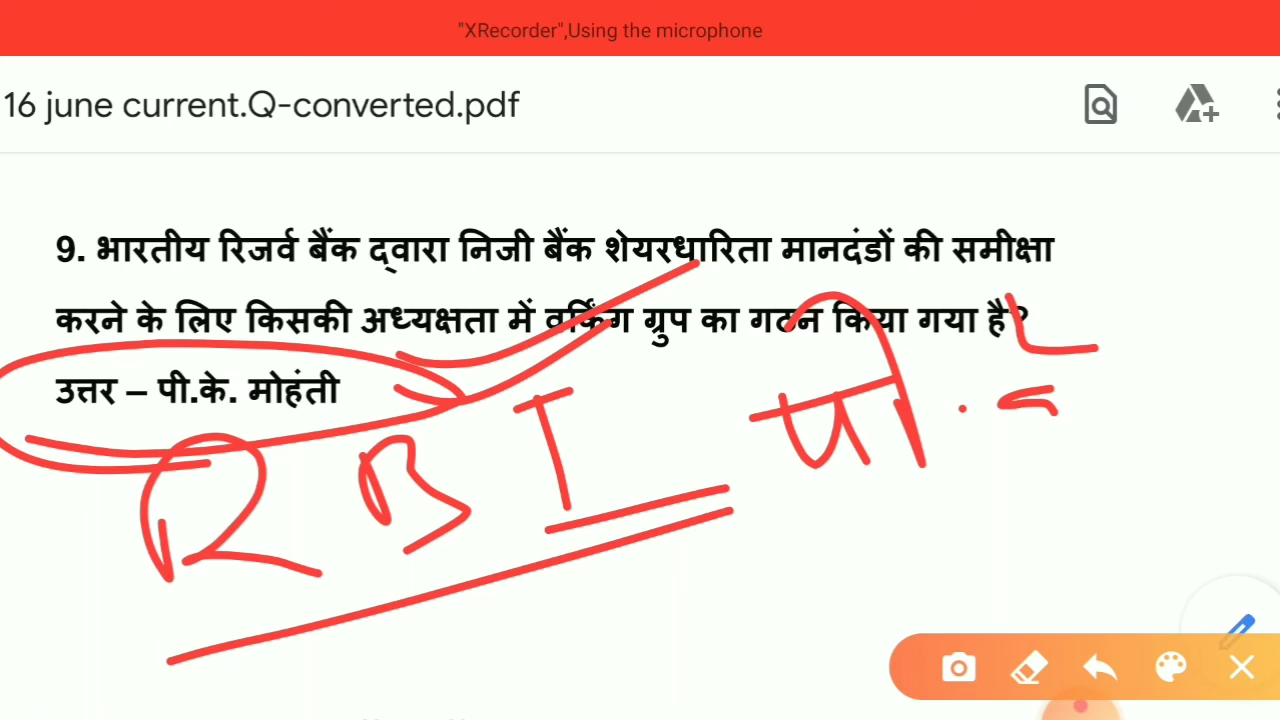 "XRecorder",Using the microphone
16 june current.Q-converted.pdf
9. भारतीय रिजर्व बैंक द्वारा निजी बैंक शेयरधारिता मानदंडों की समीक्षा
करने के लिए किसकी अध्यक्षता में वर्किंग ग्रुप का गठन किया गया है?
उत्तर – पी.के. मोहंती
RBI पी.